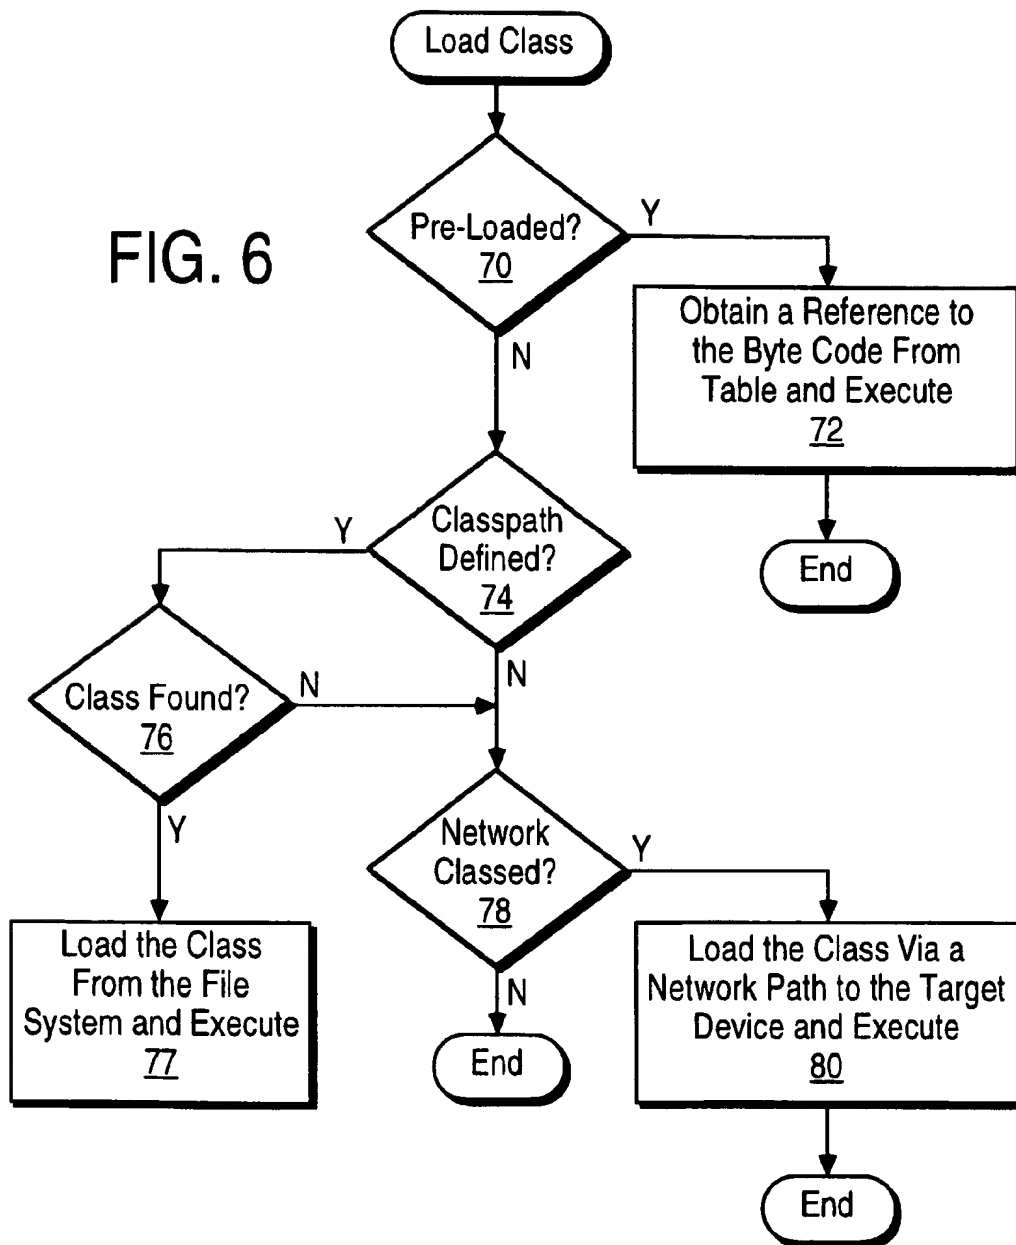 Load Class
FIG. 6
Pre-Loaded?
70
Y
N
Obtain a Reference to
the Byte Code From
Table and Execute
72
End
Classpath
Defined?
74
Y
N
Class Found?
76
N
Y
Network
Classed?
78
Y
N
Load the Class
From the File
System and Execute
77
End
Load the Class Via a
Network Path to the Target
Device and Execute
80
End